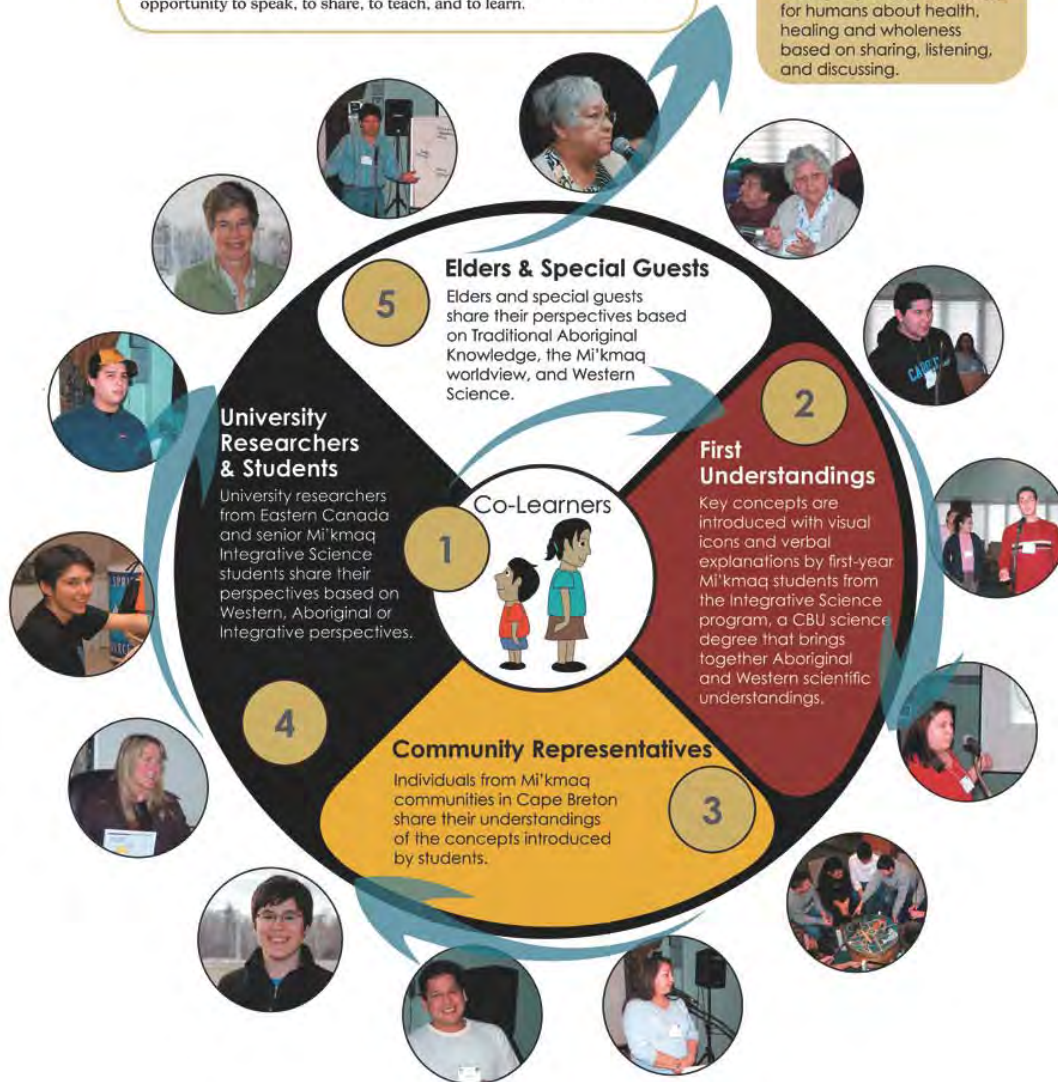 opportunity to speak, to share, to teach, and to learn.
for humans about health,
healing and wholeness
based on sharing, listening,
and discussing.
5
Elders & Special Guests
Elders and special guests
share their perspectives based
on Traditional Aboriginal
Knowledge, the Mi'kmaq
worldview, and Western
Science.
2
First
Understandings
Key concepts are
introduced with visual
icons and verbal
explanations by first-year
Mi'kmaq students from
the Integrative Science
program, a CBU science
degree that brings
together Aboriginal
and Western scientific
understandings.
University
Researchers
& Students
University researchers
from Eastern Canada
and senior Mi'kmaq
Integrative Science
students share their
perspectives based on
Western, Aboriginal or
Integrative perspectives.
4
1
Co-Learners
Community Representatives
Individuals from Mi'kmaq
communities in Cape Breton
share their understandings
of the concepts introduced
by students.
3